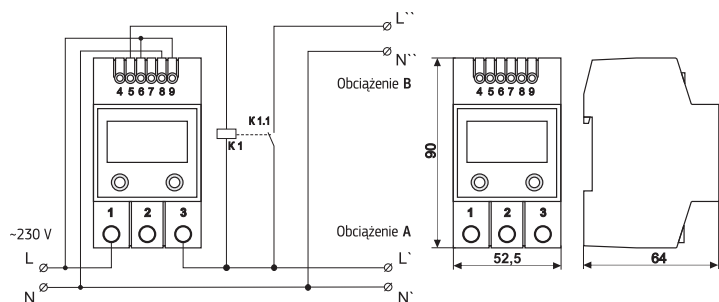 L``
N``
4 5 6 7 8 9
Obciążenie B
4 5 6 7 8 9
K1
K1.1
90
1 2 3
Obciążenie A
1 2 3
~230 V
L
L`
52,5
64
N
N`